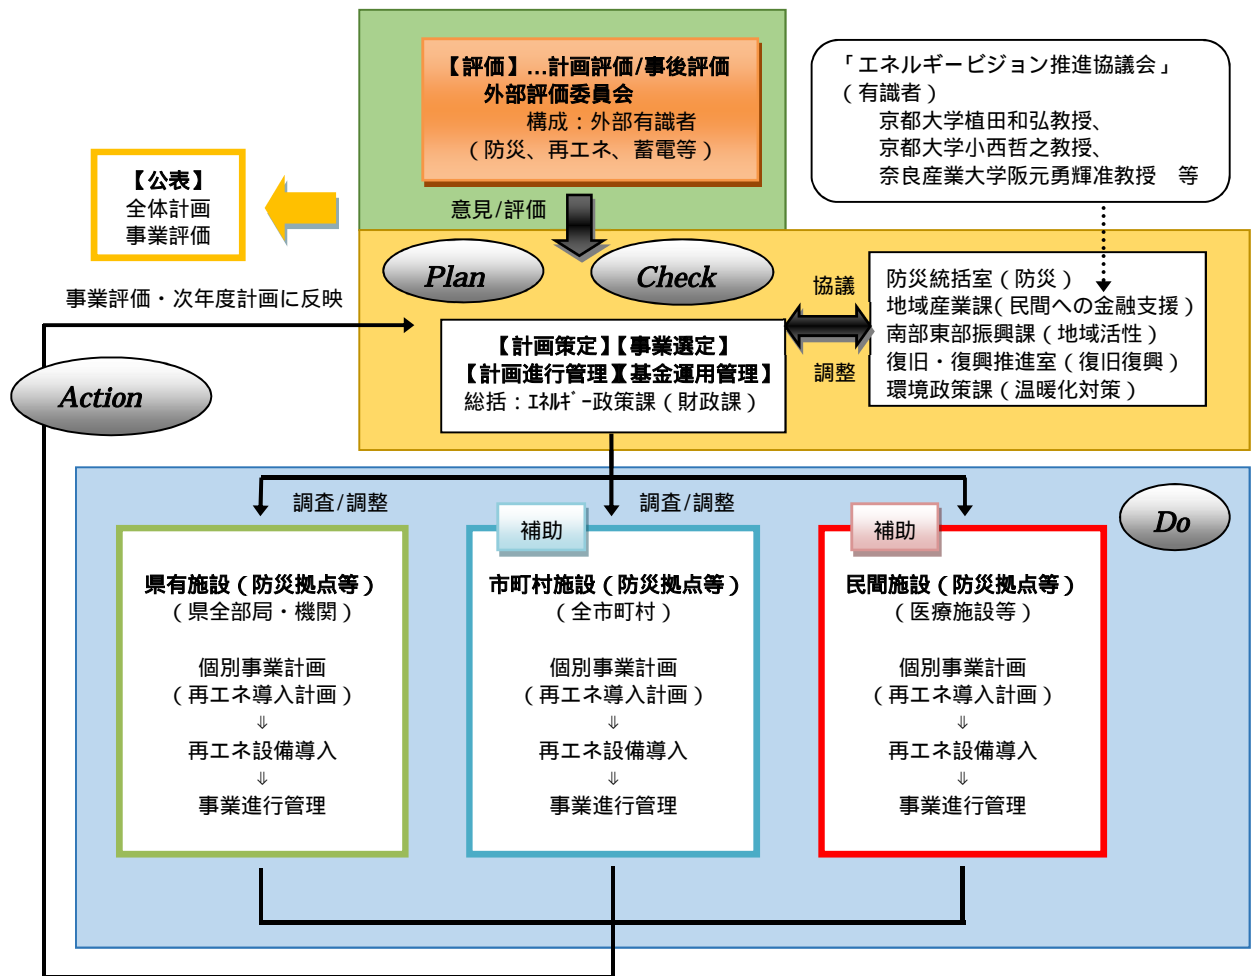 【評価】…計画評価/事後評価
外部評価委員会
構成：外部有識者
（防災、再エネ、蓄電等）
「エネルギービジョン推進協議会」
（有識者）
京都大学植田和弘教授、
京都大学小西哲之教授、
奈良産業大学阪元勇輝准教授　等
【公表】
全体計画
事業評価
意見/評価
Plan
Check
協議
調整
防災統括室（防災）
地域産業課（民間への金融支援）
南部東部振興課（地域活性）
復旧・復興推進室（復旧復興）
環境政策課（温暖化対策）
事業評価・次年度計画に反映
【計画策定】【事業選定】
【計画進行管理】【基金運用管理】
総括：ｴﾈﾙｷﾞｰ政策課（財政課）
Action
調査/調整
調査/調整
Do
県有施設（防災拠点等）
（県全部局・機関）
個別事業計画
（再エネ導入計画）
⇓
再エネ設備導入
⇓
事業進行管理
補助
市町村施設（防災拠点等）
（全市町村）
個別事業計画
（再エネ導入計画）
⇓
再エネ設備導入
⇓
事業進行管理
補助
民間施設（防災拠点等）
（医療施設等）
個別事業計画
（再エネ導入計画）
⇓
再エネ設備導入
⇓
事業進行管理